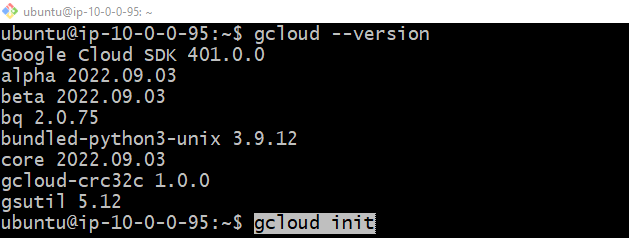 ubuntu@ip-10-0-0-95: ~
ubuntu@ip-10-0-0-95:~$ gcloud --version
Google Cloud SDK 401.0.0
alpha 2022.09.03
beta 2022.09.03
bq 2.0.75
bundled-python3-unix 3.9.12
core 2022.09.03
gcloud-crc32c 1.0.0
gsutil 5.12
ubuntu@ip-10-0-0-95:~$ gcloud init